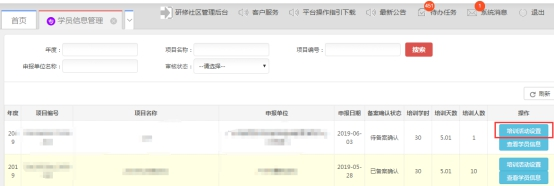 首页 学员信息管理 研修社区管理后台 客户服务 平台操作指引下载 最新公告 451 待办任务 1 系统消息 退出
年度： 项目名称： 项目编号： 搜索
申报单位名称： 审核状态： --请选择--
刷新
年度 项目编号 项目名称 申报单位 申报日期 备案确认状态 培训学时 培训天数 培训人数 操作
2019 2019-06-03 待备案确认 30 5.01 1 培训活动设置
查看学员信息
2019 2019-05-28 已备案确认 30 5.01 10 培训活动设置
查看学员信息